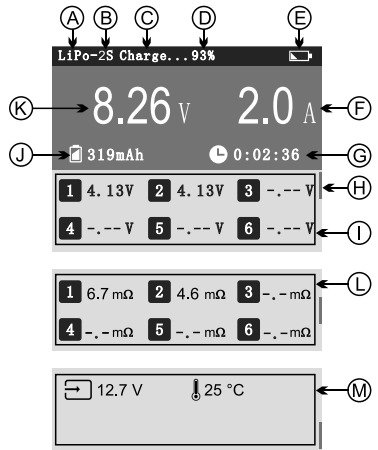 A B C D E
LiPo-2S Charge...93%
K 8.26 V 2.0 A F
J 319mAh 0:02:36 G
1 4.13V 2 4.13V 3 -.-- V H
4 -.-- V 5 -.-- V 6 -.-- V I
1 6.7 mΩ 2 4.6 mΩ 3 -.- mΩ L
4 -.- mΩ 5 -.- mΩ 6 -.- mΩ
12.7 V 25 °C M